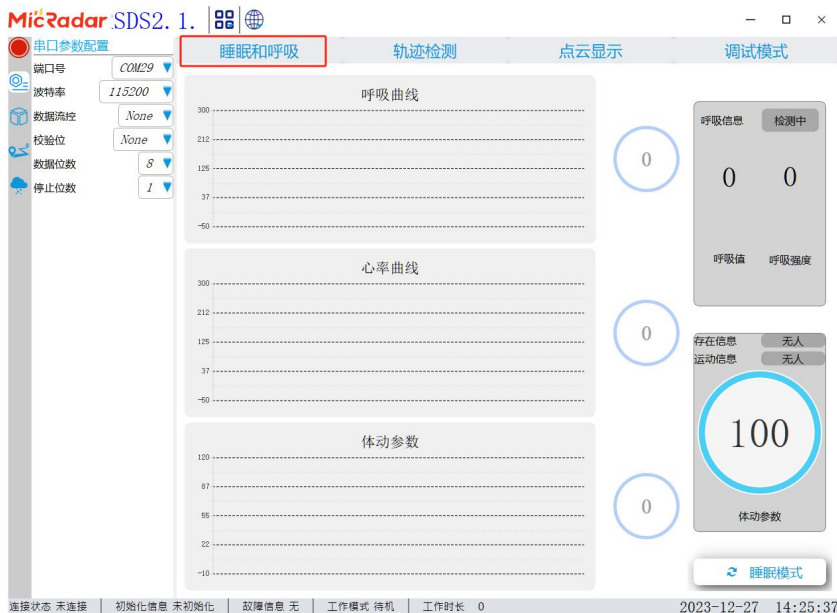 MicRadar SDS2. 1.
串口参数配置
端口号 COM29
波特率 115200
数据流控 None
校验位 None
数据位数 8
停止位数 1
睡眠和呼吸 轨迹检测 点云显示 调试模式
呼吸曲线
300
212
125
37
-50
0
心率曲线
300
212
125
37
-50
0
体动参数
120
87
55
22
-10
0
呼吸信息 检测中
0 0
呼吸值 呼吸强度
存在信息 无人
运动信息 无人
100
体动参数
睡眠模式
连接状态 未连接 初始化信息 未初始化 故障信息 无 工作模式 待机 工作时长 0 2023-12-27 14:25:37